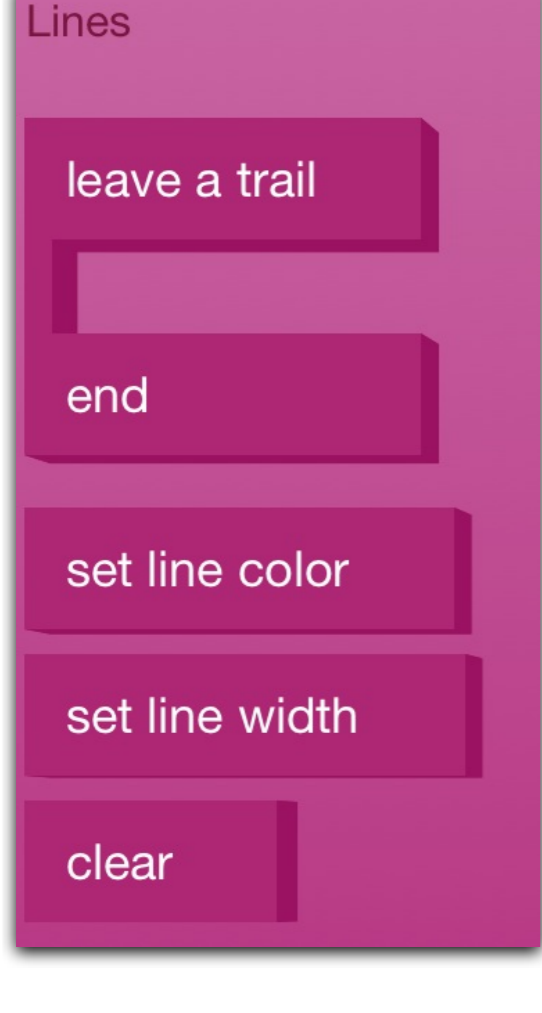 Lines
leave a trail
end
set line color
set line width
clear